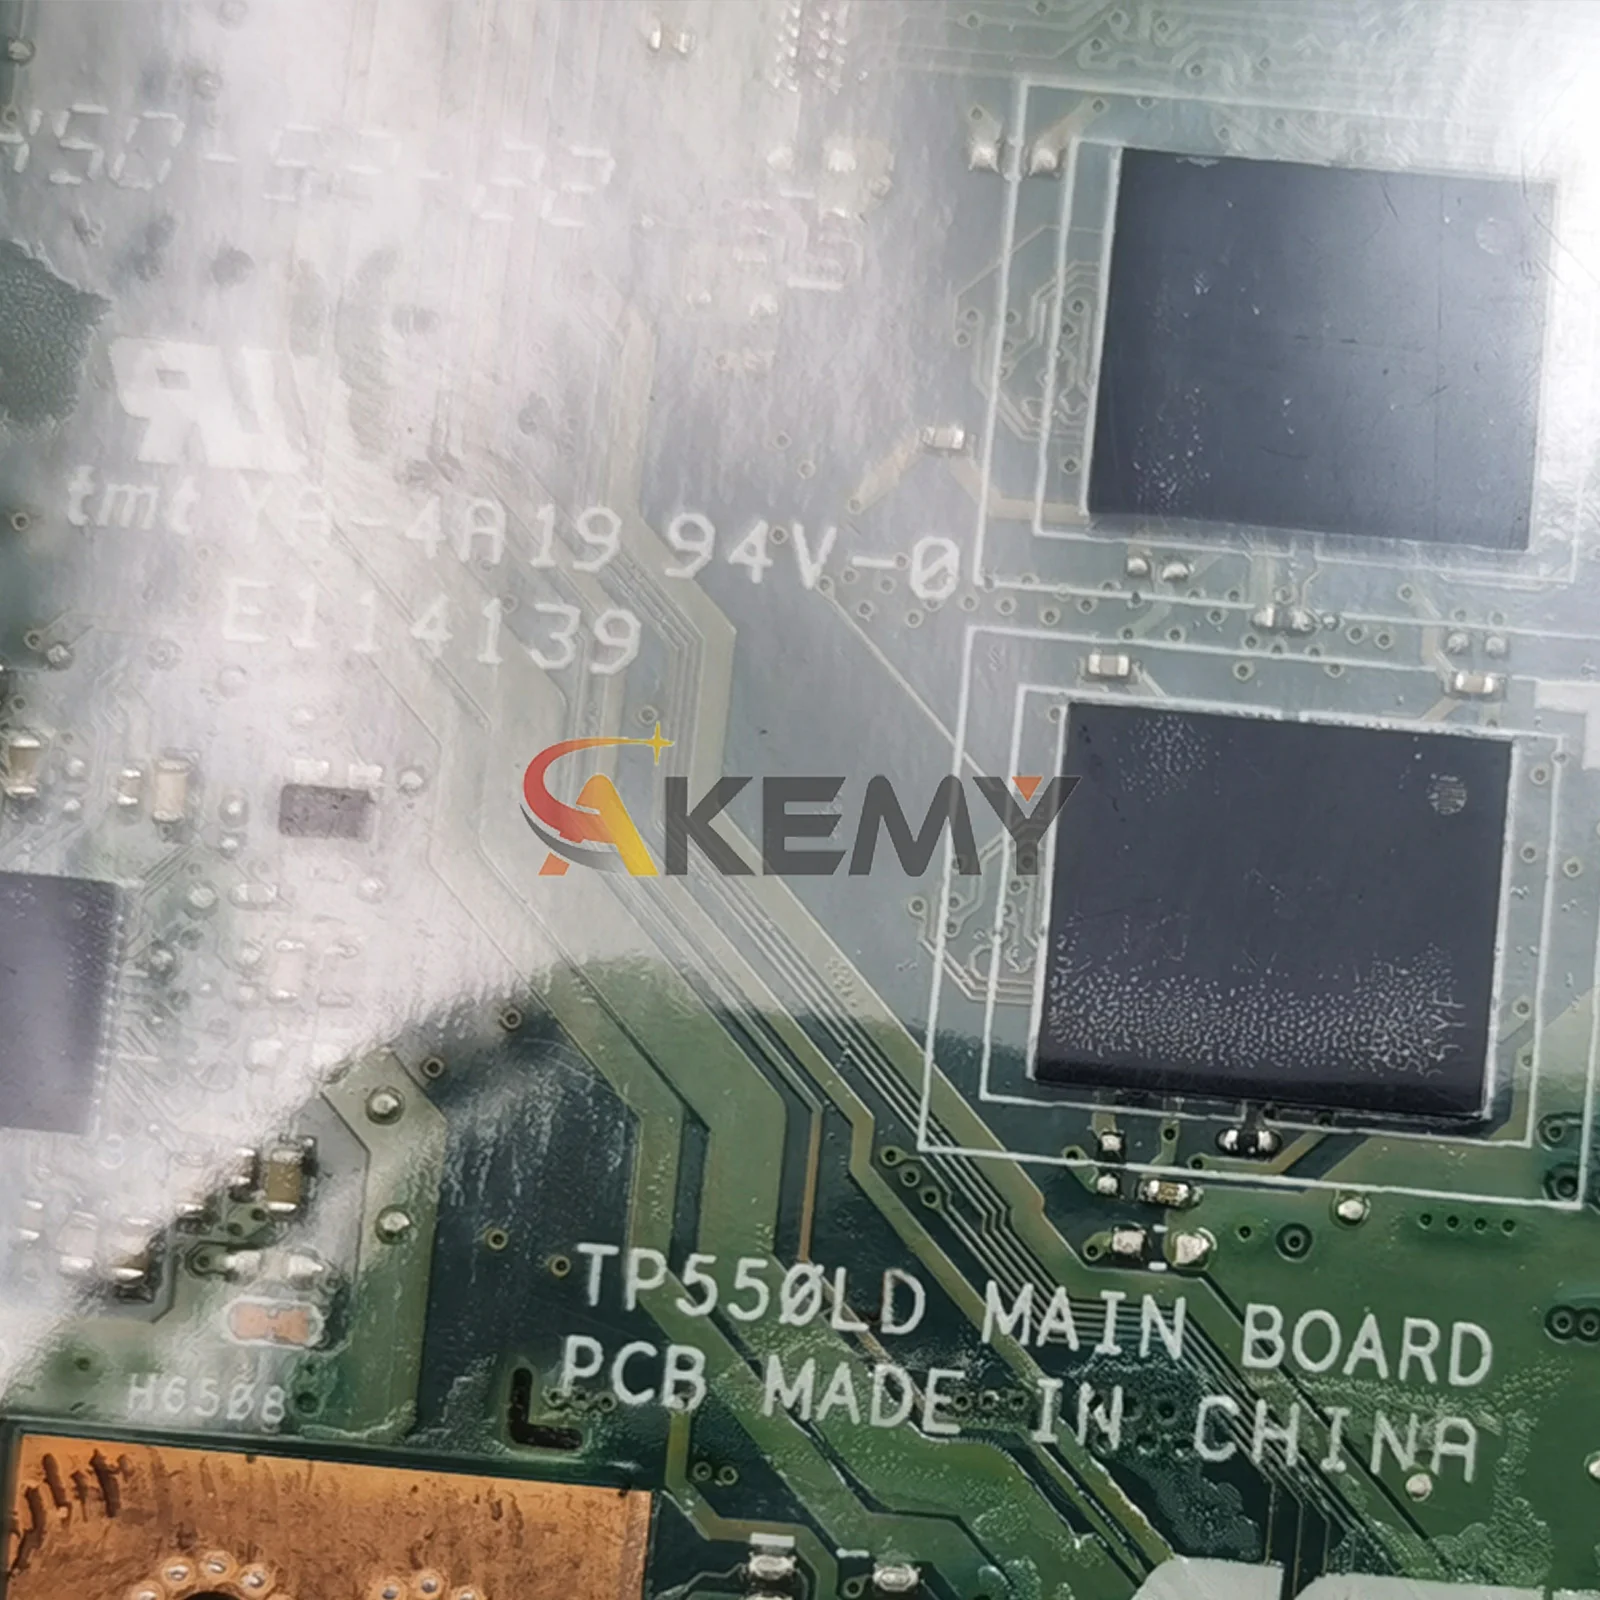 tmt YA-4A19 94V-0
E114139
AKEMY
TP550LD MAIN BOARD
PCB MADE IN CHINA
H6508